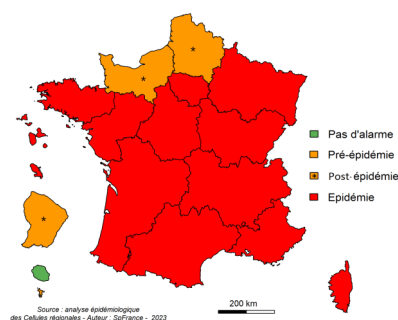 Pas d'alarme
Pré-épidémie
Post-épidémie
Epidémie
200 km
Source : analyse épidémiologique
des Cellules régionales - Auteur : SpFrance - 2023